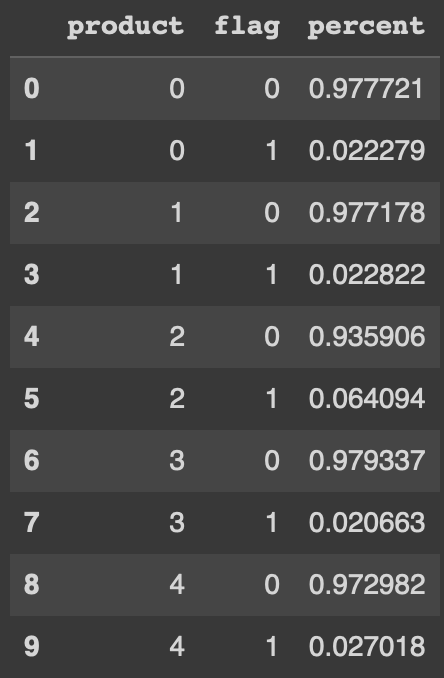 product flag percent
0 0 0 0.977721
1 0 1 0.022279
2 1 0 0.977178
3 1 1 0.022822
4 2 0 0.935906
5 2 1 0.064094
6 3 0 0.979337
7 3 1 0.020663
8 4 0 0.972982
9 4 1 0.027018